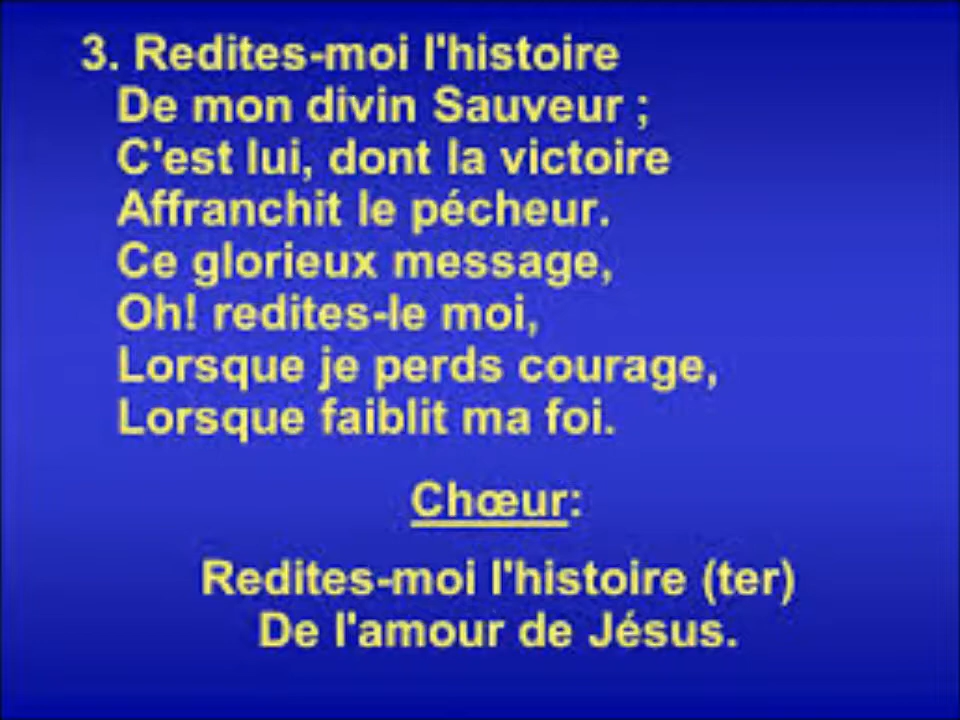 3. Redites-moi l'histoire
De mon divin Sauveur ;
C'est lui, dont la victoire
Affranchit le pécheur.
Ce glorieux message,
Oh! redites-le moi,
Lorsque je perds courage,
Lorsque faiblit ma foi.
Chœur:
Redites-moi l'histoire (ter)
De l'amour de Jésus.